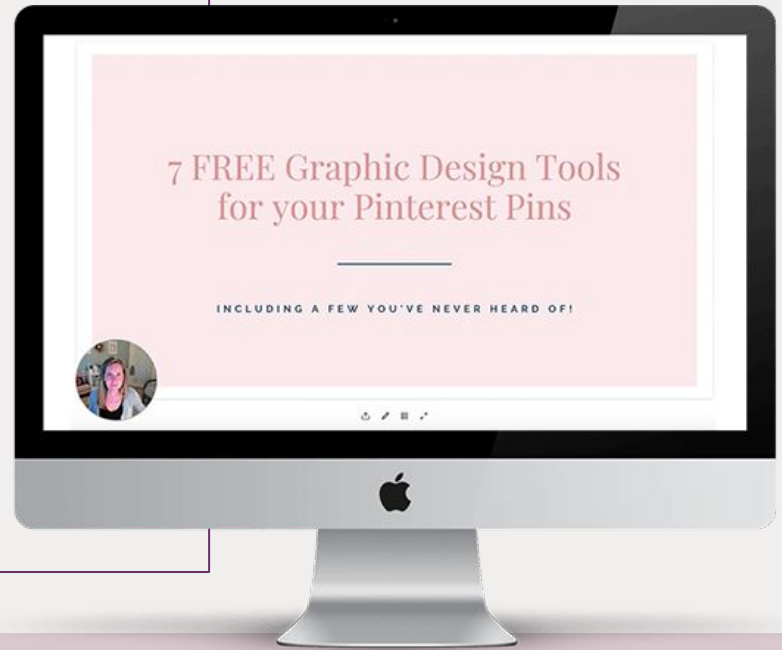 7 FREE Graphic Design Tools
for your Pinterest Pins
INCLUDING A FEW YOU'VE NEVER HEARD OF!